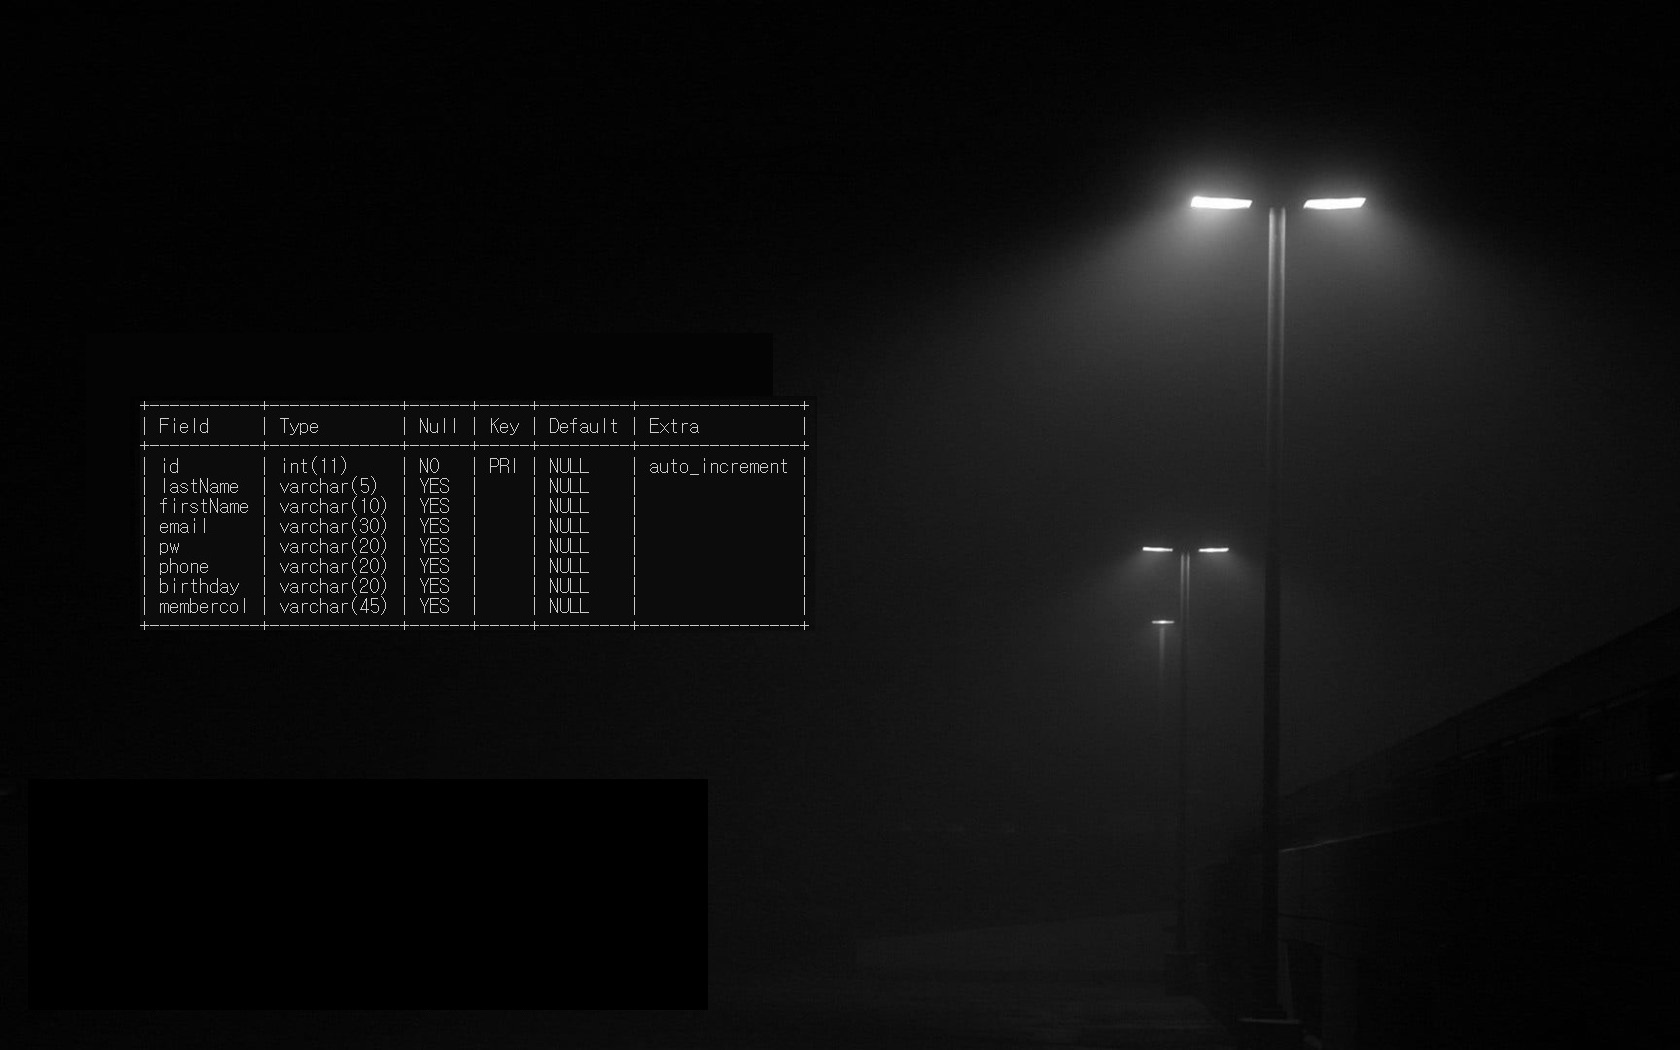 +-----------+--------------+-------+-----+---------+----------------+
| Field     | Type         | Null | Key | Default | Extra          |
+-----------+--------------+-------+-----+---------+----------------+
| id        | int(11)      | NO   | PRI | NULL    | auto_increment |
| lastName  | varchar(5)   | YES  |     | NULL    |                |
| firstName | varchar(10)  | YES  |     | NULL    |                |
| email     | varchar(30)  | YES  |     | NULL    |                |
| pw        | varchar(20)  | YES  |     | NULL    |                |
| phone     | varchar(20)  | YES  |     | NULL    |                |
| birthday  | varchar(20)  | YES  |     | NULL    |                |
| membercol | varchar(45)  | YES  |     | NULL    |                |
+-----------+--------------+-------+-----+---------+----------------+